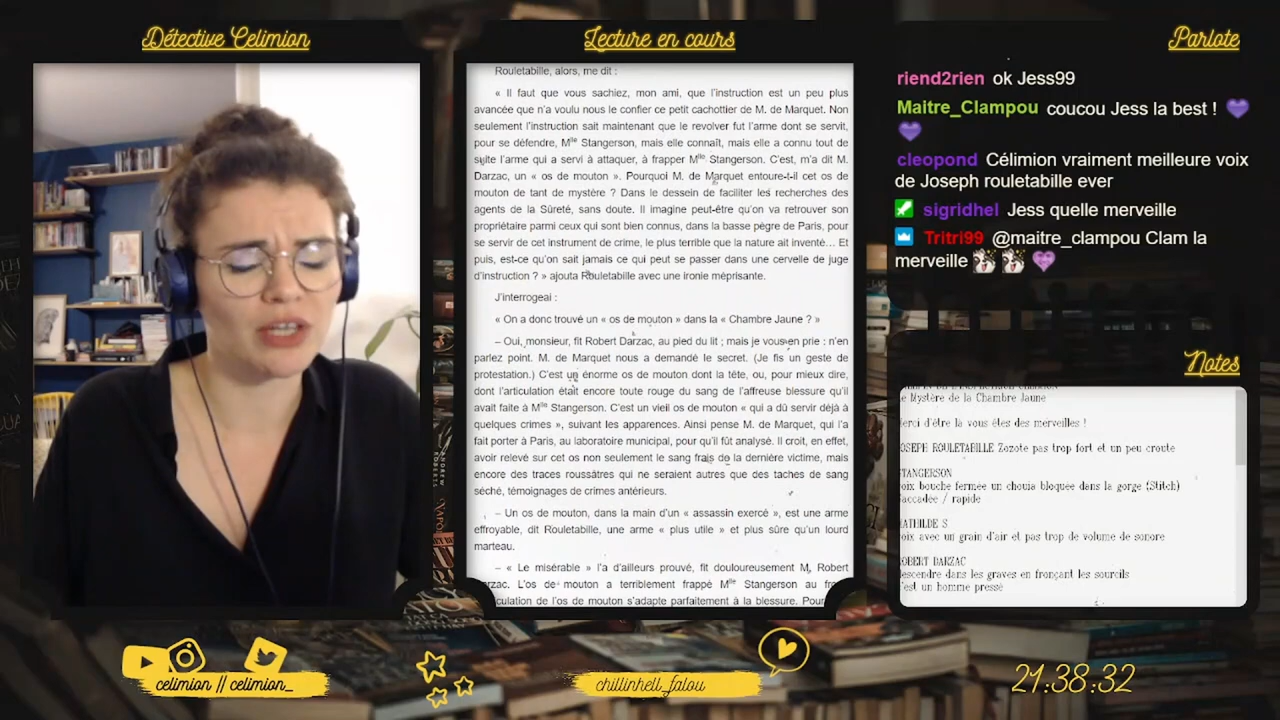 Détective Celimion
Lecture en cours
Rouletabille, alors, me dit :
« Il faut que vous sachiez, mon ami, que l'instruction est un peu plus
avancée que n'a voulu nous le confier ce petit cachottier de M. de Marquet. Non
seulement l'instruction sait maintenant que le revolver fut l'arme dont se servit,
pour se défendre, Mlle Stangerson, mais elle connaît, mais elle a connu tout de
suite l'arme qui a servi à attaquer, à frapper Mlle Stangerson. C'est, m'a dit M.
Darzac, un « os de mouton ». Pourquoi M. de Marquet entoure-t-il cet os de
mouton de tant de mystère ? Dans le dessein de faciliter les recherches des
agents de la Sûreté, sans doute. Il imagine peut-être qu'on va retrouver son
propriétaire parmi ceux qui sont bien connus, dans la basse pègre de Paris, pour
se servir de cet instrument de crime, le plus terrible que la nature ait inventé… Et
puis, est-ce qu'on sait jamais ce qui peut se passer dans une cervelle de juge
d'instruction ? » ajouta Rouletabille avec une ironie méprisante.
J'interrogeai :
« On a donc trouvé un « os de mouton » dans la « Chambre Jaune ? »
– Oui, monsieur, fit Robert Darzac, au pied du lit ; mais je vous en prie : n'en
parlez point. M. de Marquet nous a demandé le secret. (Je fis un geste de
protestation.) C'est un énorme os de mouton dont la tête, ou, pour mieux dire,
dont l'articulation était encore toute rouge du sang de l'affreuse blessure qu'il
avait faite à Mlle Stangerson. C'est un vieil os de mouton « qui a dû servir déjà à
quelques crimes », suivant les apparences. Ainsi pense M. de Marquet, qui l'a
fait porter à Paris, au laboratoire municipal, pour qu'il fût analysé. Il croit, en effet,
avoir relevé sur cet os non seulement le sang frais de la dernière victime, mais
encore des traces roussâtres qui ne seraient autres que des taches de sang
séché, témoignages de crimes antérieurs.
– Un os de mouton, dans la main d'un « assassin exercé », est une arme
effroyable, dit Rouletabille, une arme « plus utile » et plus sûre qu'un lourd
marteau.
– « Le misérable » l'a d'ailleurs prouvé, fit douloureusement M. Robert
rzac. L'os de mouton a terriblement frappé Mlle Stangerson au fro
culation de l'os de mouton s'adapte parfaitement à la blessure. Pour
Parlote
riend2rien ok Jess99
Maitre_Clampou coucou Jess la best !
cleopond Célimion vraiment meilleure voix
de Joseph rouletabille ever
sigridhel Jess quelle merveille
Tritri99 @maitre_clampou Clam la
merveille
Notes
e Mystère de la Chambre Jaune
erci d'être là vous êtes des merveilles !
OSEPH ROULETABILLE Zozote pas trop fort et un peu croute
TANGERSON
oix bouche fermée un chouia bloquée dans la gorge (Stitch)
accadée / rapide
ATHILDE S
oix avec un grain d'air et pas trop de volume de sonore
OBERT DARZAC
escendre dans les graves en fronçant les sourcils
'est un homme pressé
celimion // celimion_
chillinhell_falou
21:38:32